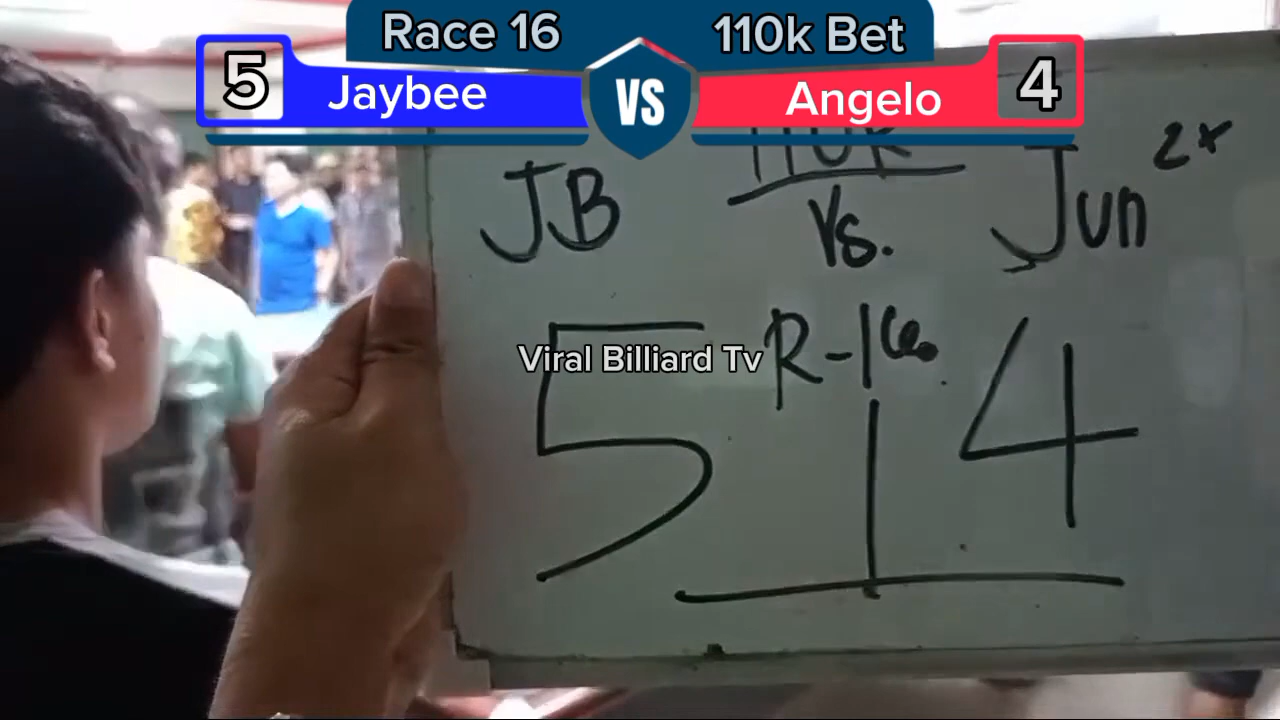 Race 16
110k Bet
5
Jaybee
VS
Angelo
4
110K
JB
Vs.
Jun 2x
Viral Billiard Tv
R-16.
5
4